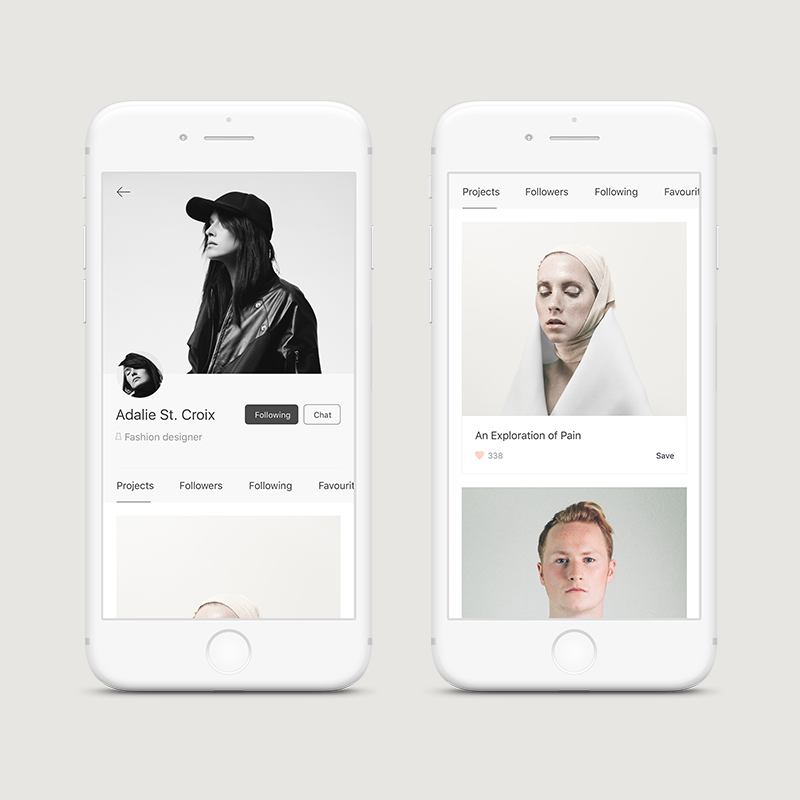 Adalie St. Croix
Following
Chat
Fashion designer
Projects Followers Following Favourit
Projects Followers Following Favourit
An Exploration of Pain
338
Save